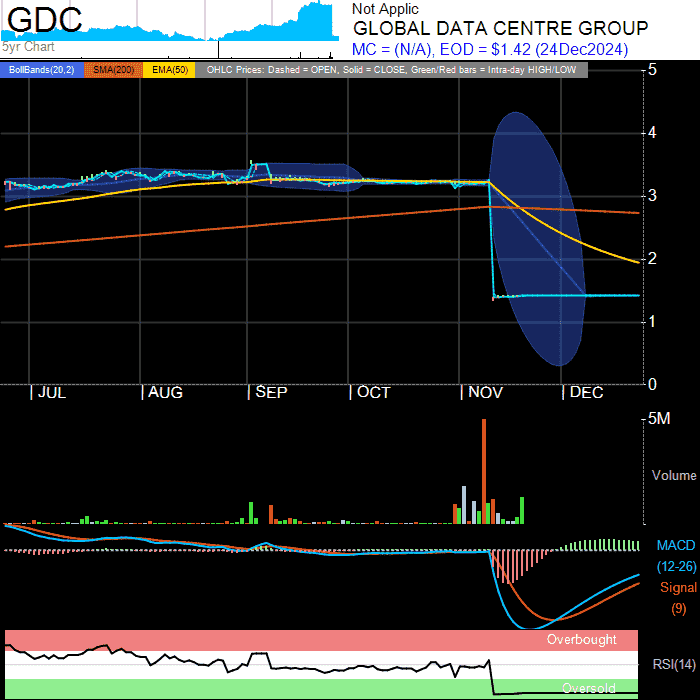 GDC
5yr Chart
Not Applic
GLOBAL DATA CENTRE GROUP
MC = (N/A), EOD = $1.42 (24Dec2024)
BollBands(20,2) SMA(200) EMA(50) OHLC Prices: Dashed = OPEN, Solid = CLOSE, Green/Red bars = Intra-day HIGH/LOW
5
4
3
2
1
0
JUL AUG SEP OCT NOV DEC
5M
Volume
MACD
(12-26)
Signal
(9)
Overbought
RSI(14)
Oversold